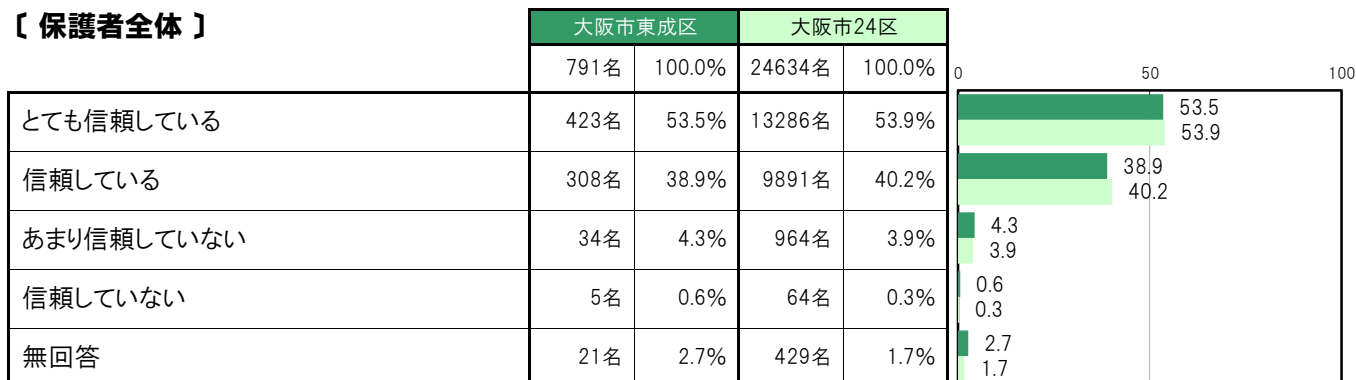 〔 保護者全体 〕
大阪市東成区 大阪市24区
791名 100.0% 24634名 100.0% 0 50 100
とても信頼している 423名 53.5% 13286名 53.9% 53.5
53.9
信頼している 308名 38.9% 9891名 40.2% 38.9
40.2
あまり信頼していない 34名 4.3% 964名 3.9% 4.3
3.9
信頼していない 5名 0.6% 64名 0.3% 0.6
0.3
無回答 21名 2.7% 429名 1.7% 2.7
1.7